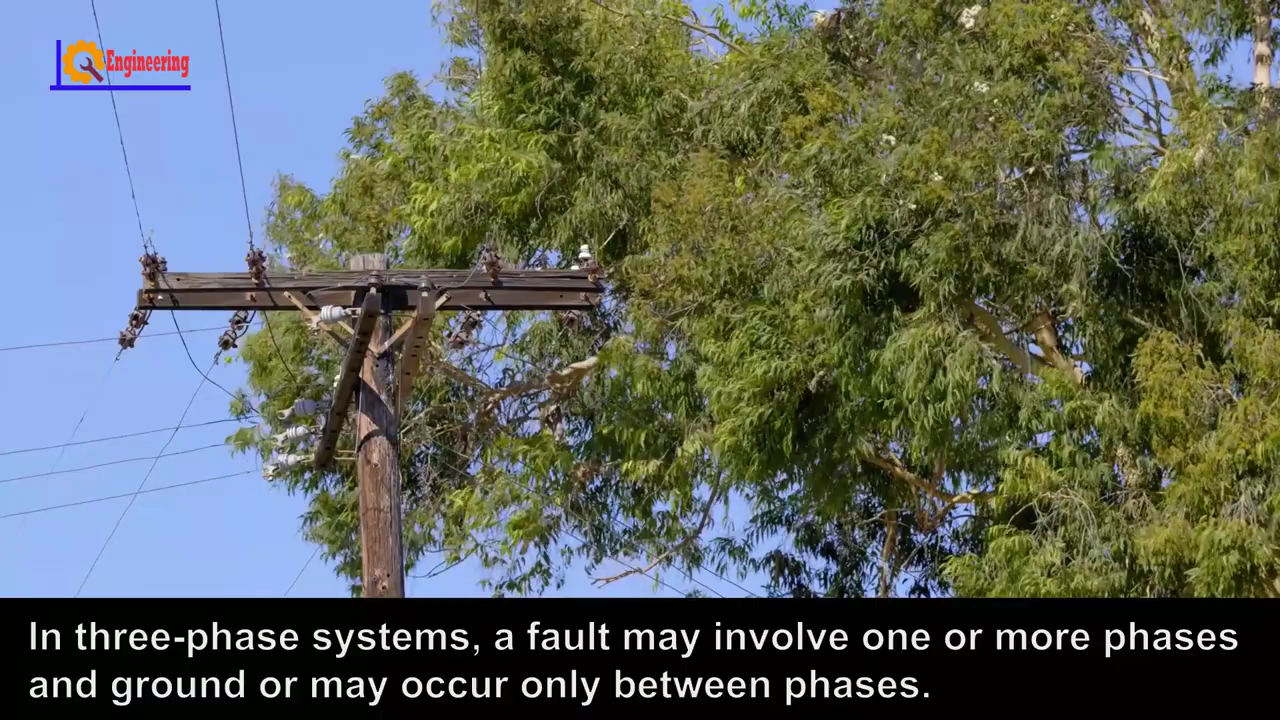 Engineering
In three-phase systems, a fault may involve one or more phases
and ground or may occur only between phases.